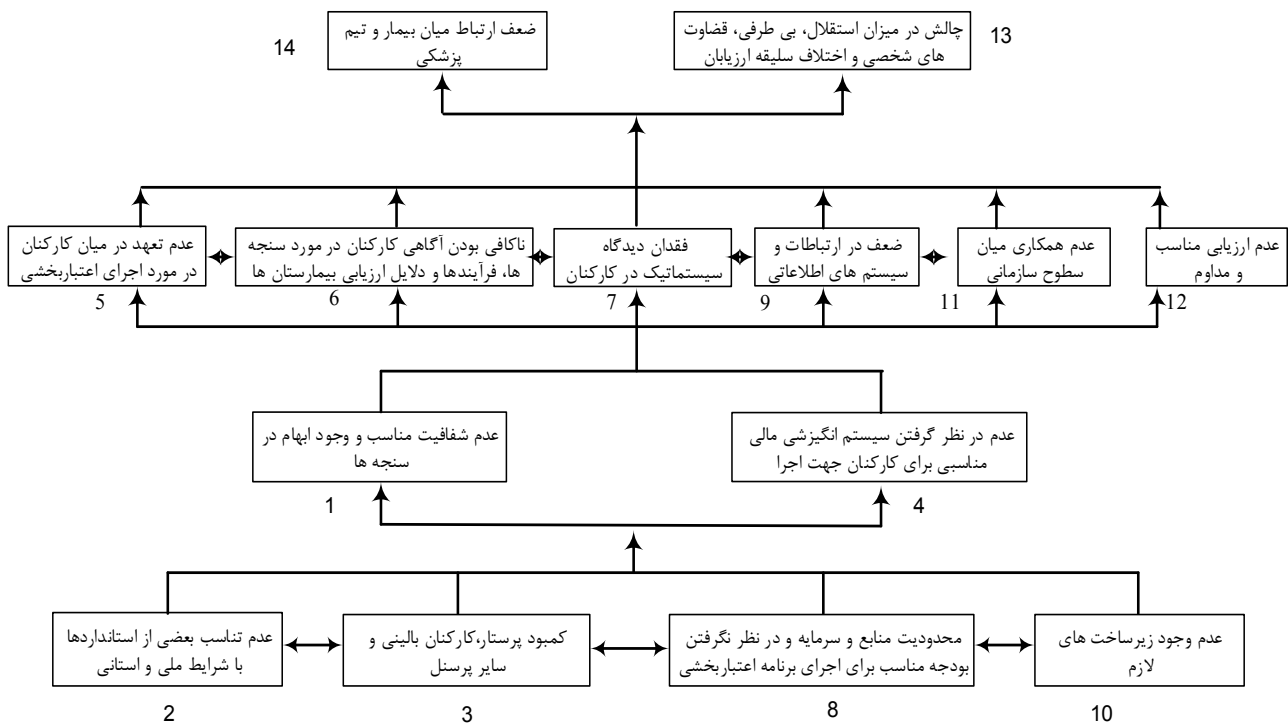 چالش در میزان استقلال، بی طرفی، قضاوت
های شخصی و اختلاف سلیقه ارزیابان
13
ضعف ارتباط میان بیمار و تیم
پزشکی
14
عدم ارزیابی مناسب
و مداوم
12
عدم همکاری میان
سطوح سازمانی
11
ضعف در ارتباطات و
سیستم های اطلاعاتی
9
فقدان دیدگاه
سیستماتیک در کارکنان
7
ناکافی بودن آگاهی کارکنان در مورد سنجه
ها، فرآیندها و دلایل ارزیابی بیمارستان ها
6
عدم تعهد در میان کارکنان
در مورد اجرای اعتباربخشی
5
عدم در نظر گرفتن سیستم انگیزشی مالی
مناسبی برای کارکنان جهت اجرا
4
عدم شفافیت مناسب و وجود ابهام در
سنجه ها
1
عدم وجود زیرساخت های
لازم
10
محدودیت منابع و سرمایه و در نظر نگرفتن
بودجه مناسب برای اجرای برنامه اعتباربخشی
8
کمبود پرستار،کارکنان بالینی و
سایر پرسنل
3
عدم تناسب بعضی از استانداردها
با شرایط ملی و استانی
2